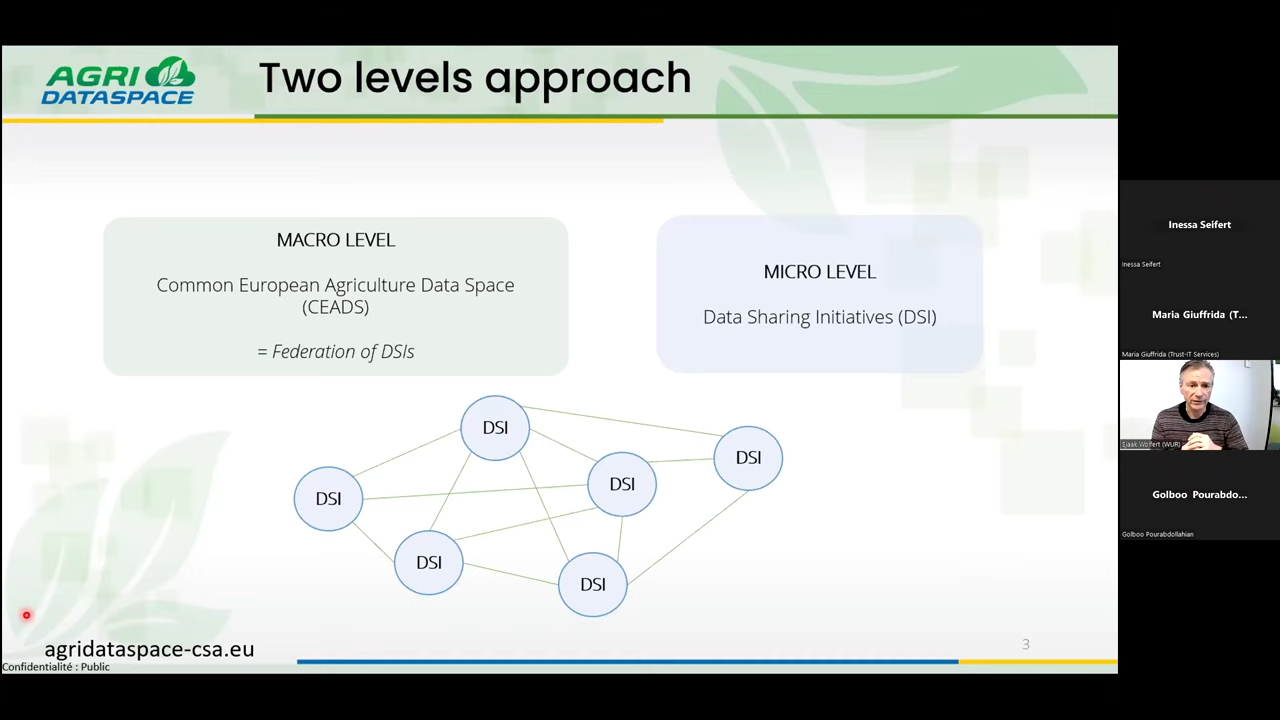 AGRI
DATASPACE
Two levels approach
MACRO LEVEL
Common European Agriculture Data Space
(CEADS)
= Federation of DSIs
MICRO LEVEL
Data Sharing Initiatives (DSI)
DSI
DSI
DSI
DSI
DSI
DSI
agridataspace-csa.eu
3
Confidentialité : Public
Inessa Seifert
Inessa Seifert
Maria Giuffrida (T...
Maria Giuffrida (Trust-IT Services)
Sjaak Wolfert (WUR)
Golboo Pourabdo...
Golboo Pourabdollahian